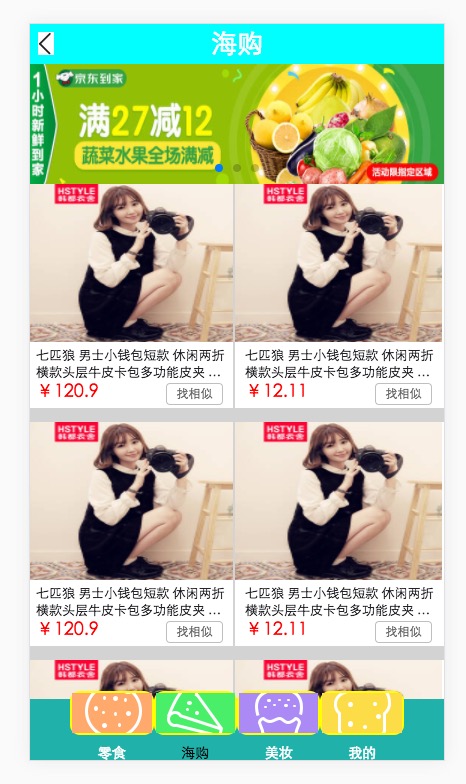 海购
1小时新鲜到家
京东到家
满27减12
蔬菜水果全场满减
活动限指定区域
HSTYLE
韩都衣舍
HSTYLE
韩都衣舍
七匹狼 男士小钱包短款 休闲两折
横款头层牛皮卡包多功能皮夹 ...
¥ 120.9
找相似
七匹狼 男士小钱包短款 休闲两折
横款头层牛皮卡包多功能皮夹 ...
¥ 12.11
找相似
HSTYLE
韩都衣舍
HSTYLE
韩都衣舍
七匹狼 男士小钱包短款 休闲两折
横款头层牛皮卡包多功能皮夹 ...
¥ 120.9
找相似
七匹狼 男士小钱包短款 休闲两折
横款头层牛皮卡包多功能皮夹 ...
¥ 12.11
找相似
HSTYLE
韩都衣舍
HSTYLE
韩都衣舍
零食
海购
美妆
我的